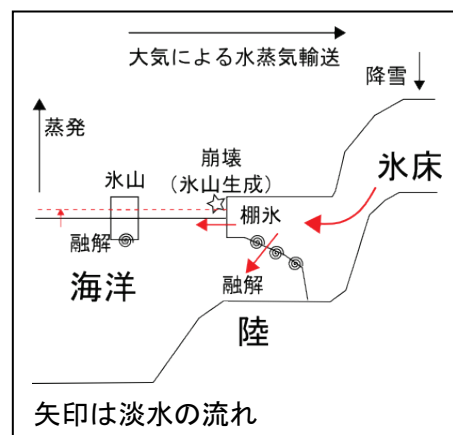 大気による水蒸気輸送
降雪
蒸発
崩壊
(氷山生成)
氷山
棚氷
氷床
融解
融解
海洋
陸
矢印は淡水の流れ